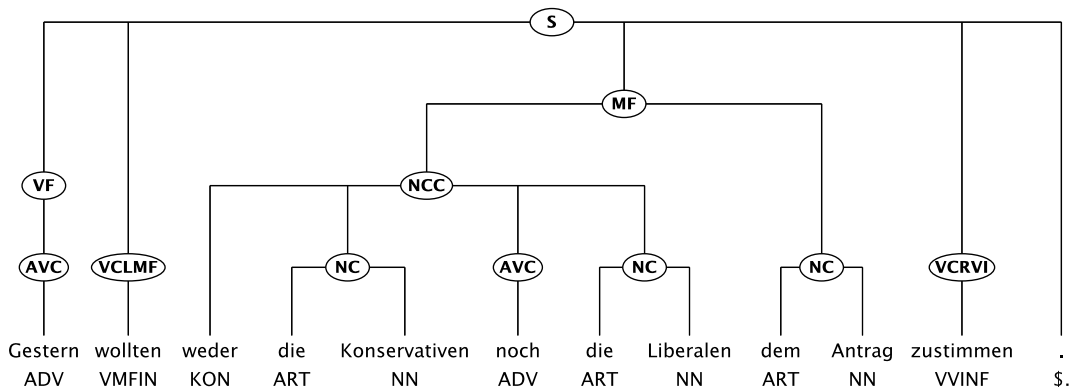 S
MF
VF NCC
AVC VCLMF NC AVC NC NC VCRVI
Gestern wollten weder die Konservativen noch die Liberalen dem Antrag zustimmen .
ADV VMFIN KON ART NN ADV ART NN ART NN VVINF $.